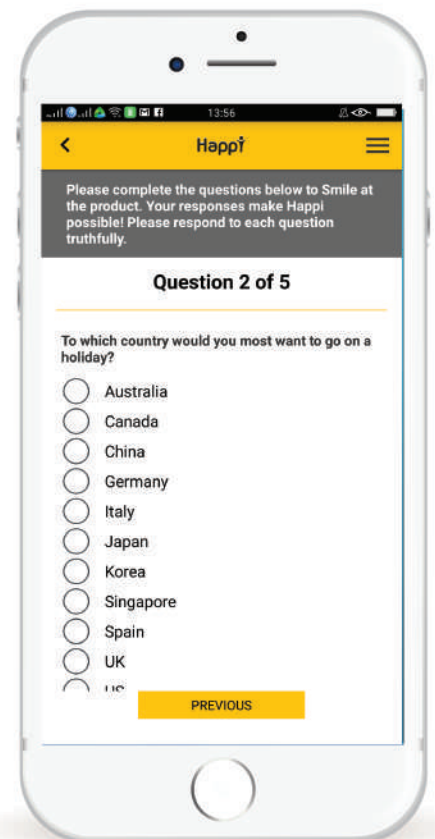 13:56
Happi
Please complete the questions below to Smile at
the product. Your responses make Happi
possible! Please respond to each question
truthfully.
Question 2 of 5
To which country would you most want to go on a
holiday?
Australia
Canada
China
Germany
Italy
Japan
Korea
Singapore
Spain
UK
US
PREVIOUS